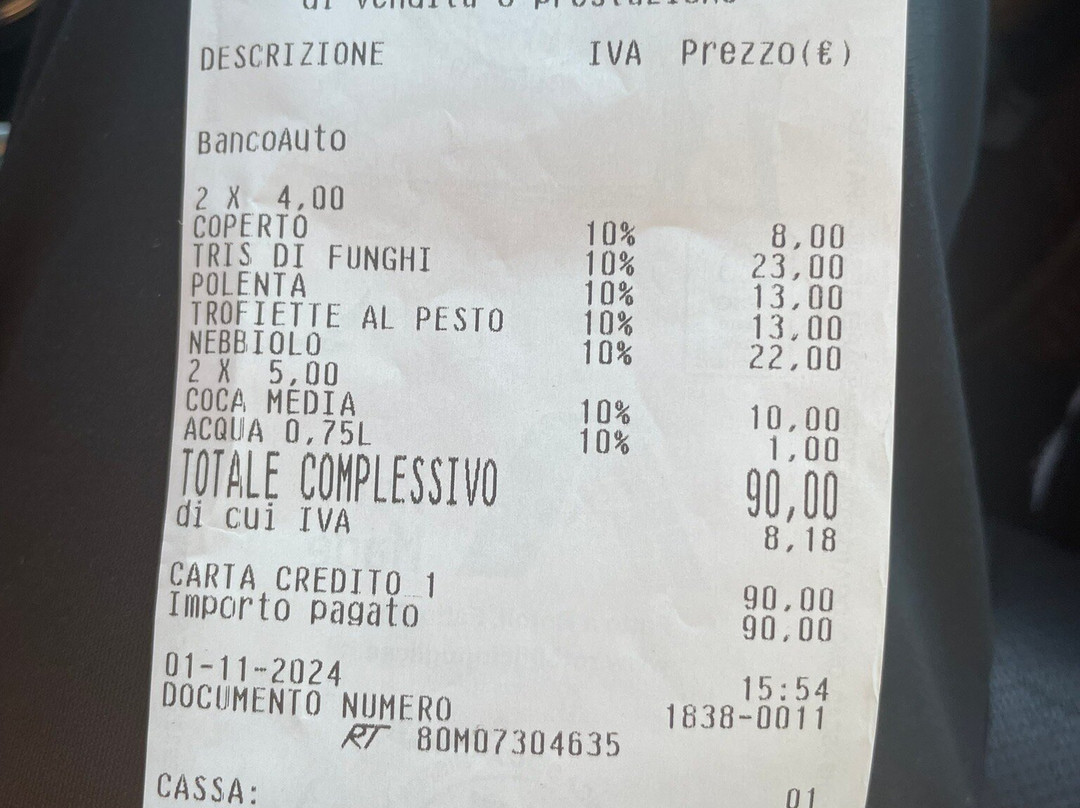 di vendita o prestazione
DESCRIZIONE IVA Prezzo(€)
BancoAuto
2 X 4,00
COPERTO 10% 8,00
TRIS DI FUNGHI 10% 23,00
POLENTA 10% 13,00
TROFIETTE AL PESTO 10% 13,00
NEBBIOLO 10% 22,00
2 X 5,00
COCA MEDIA 10% 10,00
ACQUA 0,75L 10% 1,00
TOTALE COMPLESSIVO 90,00
di cui IVA 8,18
CARTA CREDITO 1 90,00
Importo pagato 90,00
01-11-2024 15:54
DOCUMENTO NUMERO 1838-0011
RT 80M07304635
CASSA: 01